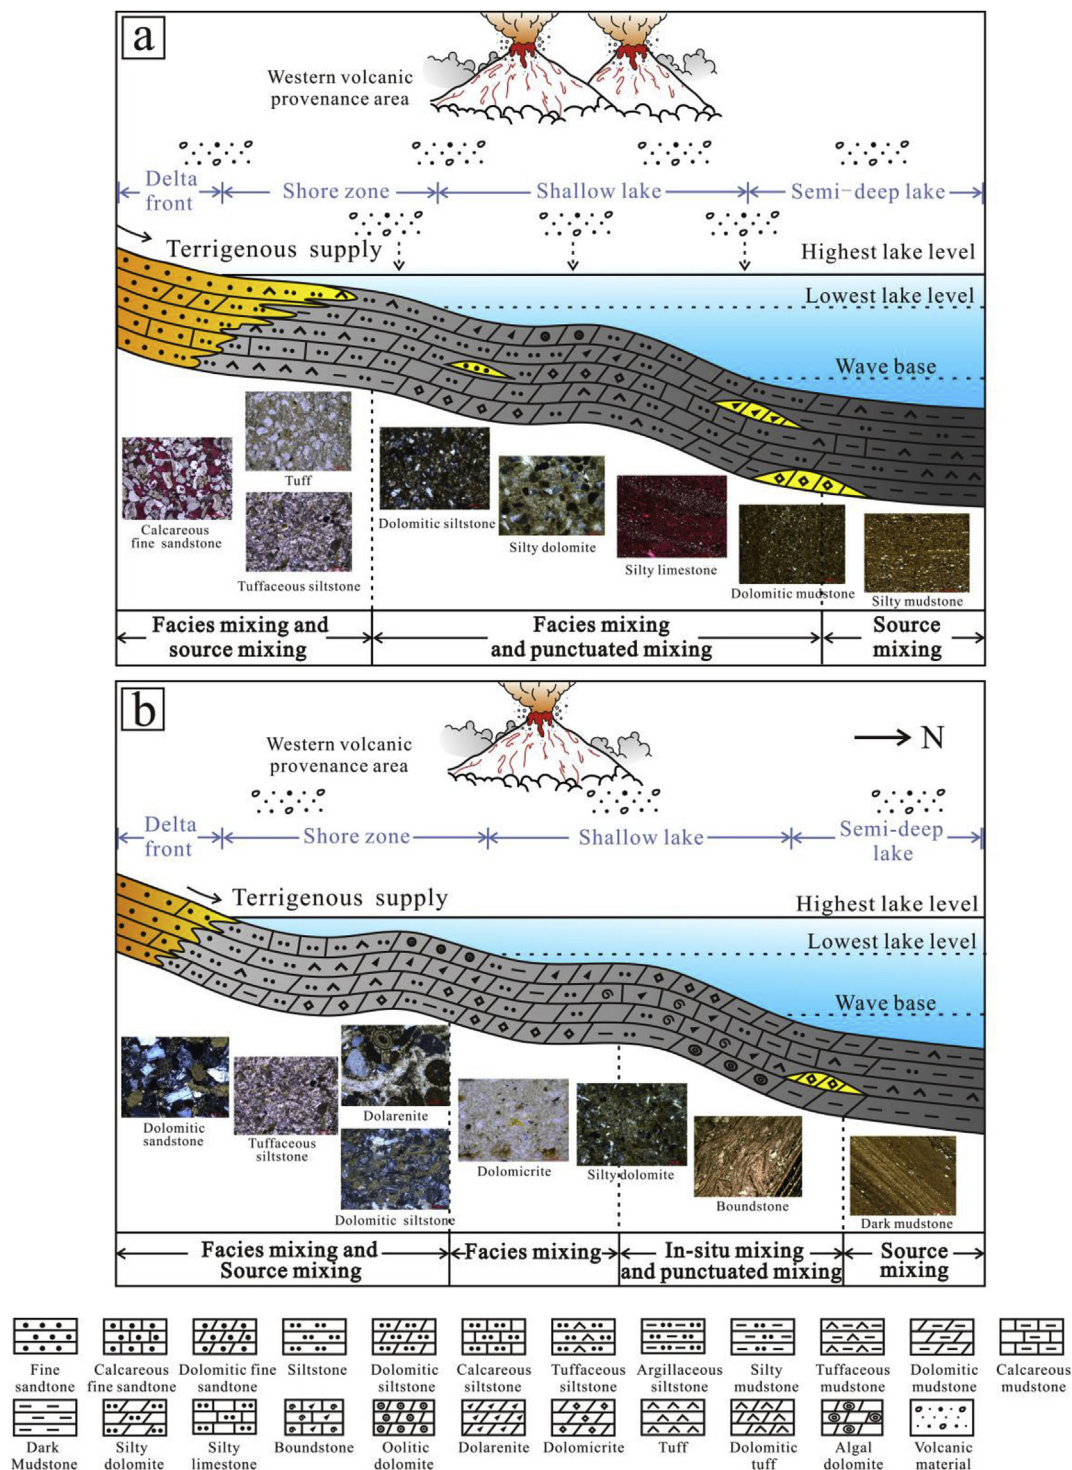 a
Western volcanic
provenance area
Delta
front
Shore zone
Shallow lake
Semi-deep lake
Terrigenous supply
Highest lake level
Lowest lake level
Wave base
Calcareous
fine sandstone
Tuff
Tuffaceous siltstone
Dolomitic siltstone
Silty dolomite
Silty limestone
Dolomitic mudstone
Silty mudstone
Facies mixing and
source mixing
Facies mixing
and punctuated mixing
Source
mixing
b
Western volcanic
provenance area
N
Delta
front
Shore zone
Shallow lake
Semi-deep
lake
Terrigenous supply
Highest lake level
Lowest lake level
Wave base
Dolomitic
sandstone
Tuffaceous
siltstone
Dolarenite
Dolomitic siltstone
Dolomicrite
Silty dolomite
Boundstone
Dark mudstone
Facies mixing and
Source mixing
Facies mixing
In-situ mixing
and punctuated mixing
Source
mixing
Fine
sandtone
Calcareous
fine sandtone
Dolomitic fine
sandtone
Siltstone
Dolomitic
siltstone
Calcareous
siltstone
Tuffaceous
siltstone
Argillaceous
siltstone
Silty
mudstone
Tuffaceous
mudstone
Dolomitic
mudstone
Calcareous
mudstone
Dark
Mudstone
Silty
dolomite
Silty
limestone
Boundstone
Oolitic
dolomite
Dolarenite
Dolomicrite
Tuff
Dolomitic
tuff
Algal
dolomite
Volcanic
material